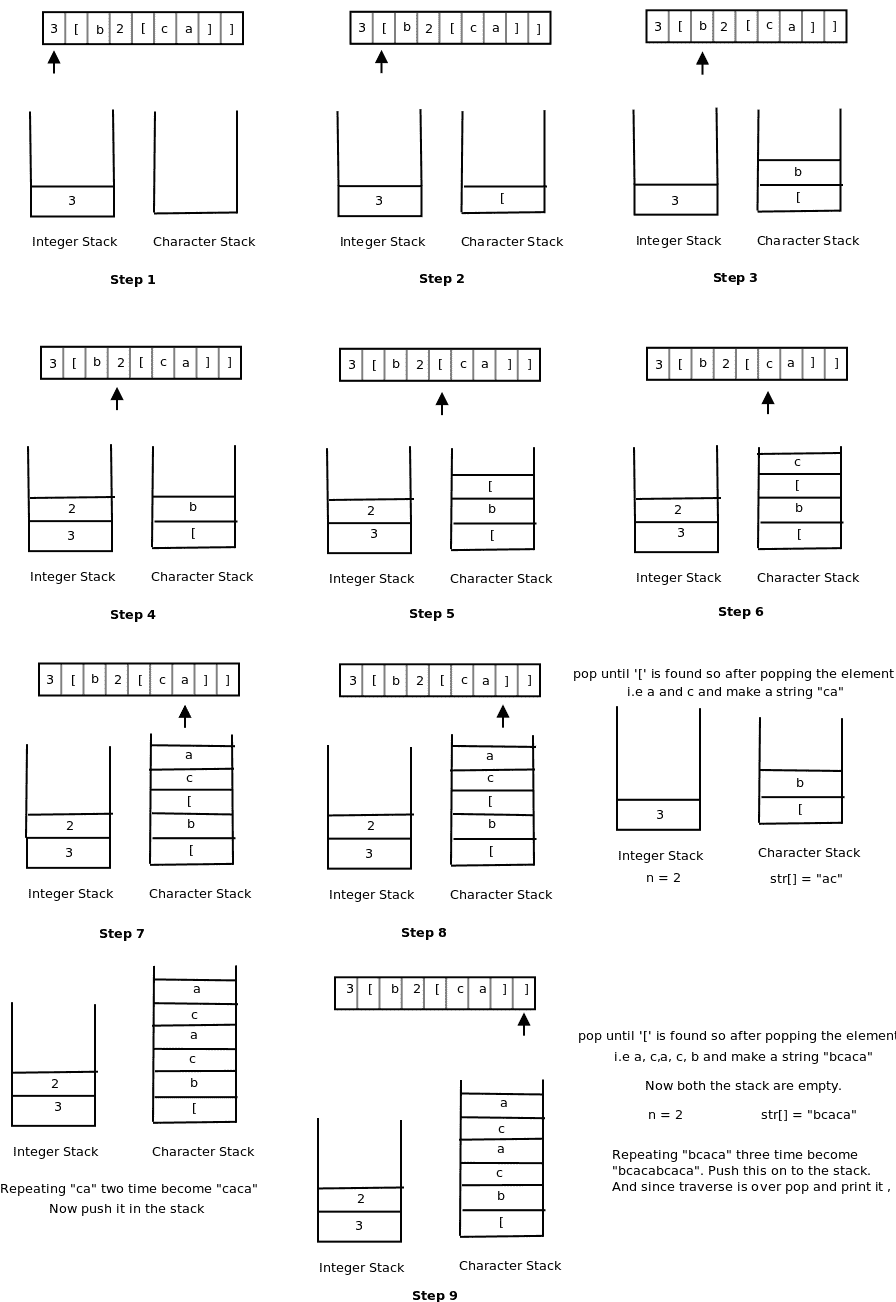 3 [ b 2 [ c a ] ]
3
Integer Stack
Character Stack
Step 1
3 [ b 2 [ c a ] ]
3
[
Integer Stack
Character Stack
Step 2
3 [ b 2 [ c a ] ]
3
b
[
Integer Stack
Character Stack
Step 3
3 [ b 2 [ c a ] ]
2
3
b
[
Integer Stack
Character Stack
Step 4
3 [ b 2 [ c a ] ]
2
3
[
b
[
Integer Stack
Character Stack
Step 5
3 [ b 2 [ c a ] ]
2
3
c
[
b
[
Integer Stack
Character Stack
Step 6
3 [ b 2 [ c a ] ]
2
3
a
c
[
b
[
Integer Stack
Character Stack
Step 7
3 [ b 2 [ c a ] ]
2
3
a
c
[
b
[
Integer Stack
Character Stack
Step 8
pop until '[' is found so after popping the element
i.e a and c and make a string "ca"
3
b
[
Integer Stack
Character Stack
n = 2
str[] = "ac"
2
3
a
c
a
c
b
[
Integer Stack
Character Stack
Repeating "ca" two time become "caca"
Now push it in the stack
3 [ b 2 [ c a ] ]
2
3
a
c
a
c
b
[
Integer Stack
Character Stack
Step 9
pop until '[' is found so after popping the element
i.e a, c,a, c, b and make a string "bcaca"
Now both the stack are empty.
n = 2
str[] = "bcaca"
Repeating "bcaca" three time become
"bcacabcaca". Push this on to the stack.
And since traverse is over pop and print it ,